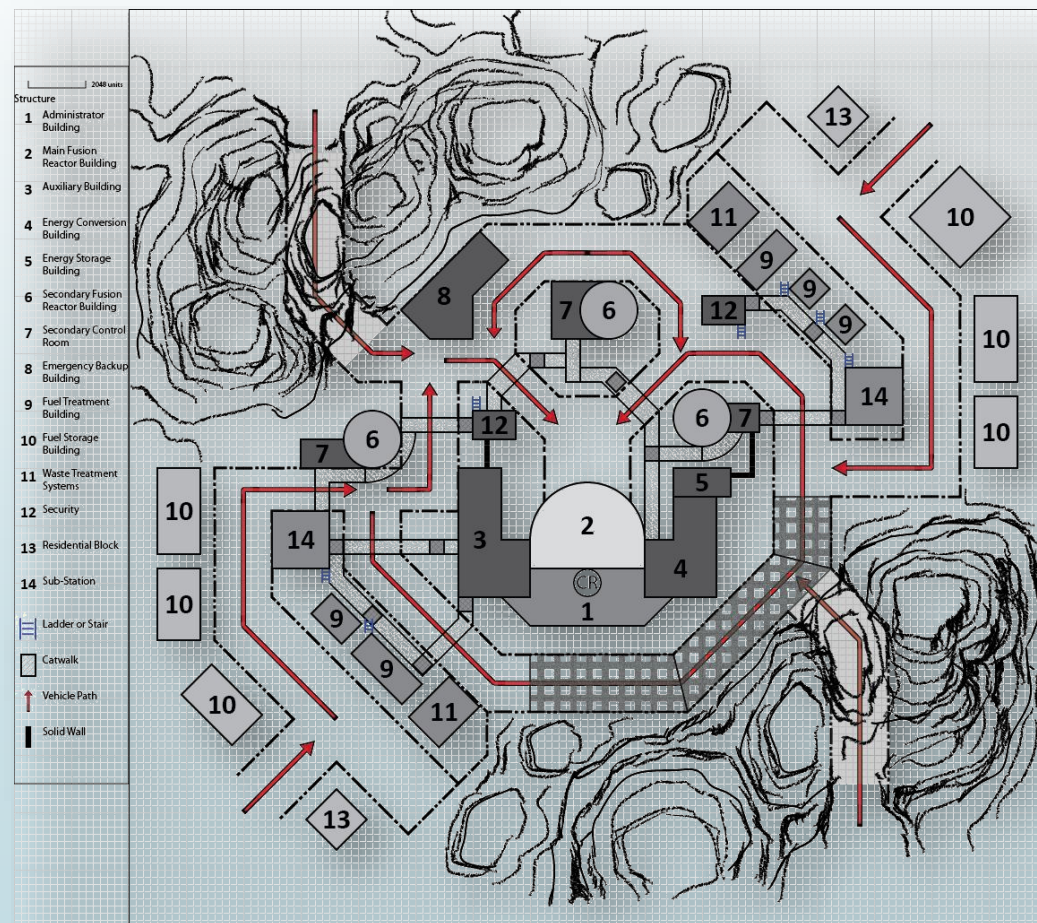 2048 units
Structure
1 Administrator
Building
2 Main Fusion
Reactor Building
3 Auxiliary Building
4 Energy Conversion
Building
5 Energy Storage
Building
6 Secondary Fusion
Reactor Building
7 Secondary Control
Room
8 Emergency Backup
Building
9 Fuel Treatment
Building
10 Fuel Storage
Building
11 Waste Treatment
Systems
12 Security
13 Residential Block
14 Sub-Station
Ladder or Stair
Catwalk
Vehicle Path
Solid Wall
13
11
10
9
8
7
6
12
9
9
10
14
10
12
6
7
6
7
5
10
2
14
3
4
CR
1
10
9
9
10
11
13